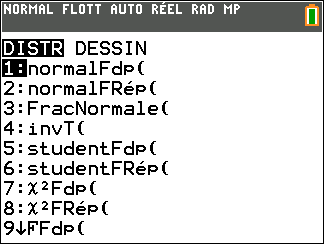 NORMAL FLOTT AUTO RÉEL RAD MP
DISTR DESSIN
1:normalFdp(
2:normalFRép(
3:FracNormale(
4:invT(
5:studentFdp(
6:studentFRép(
7:χ²Fdp(
8:χ²FRép(
9↓FFdp(